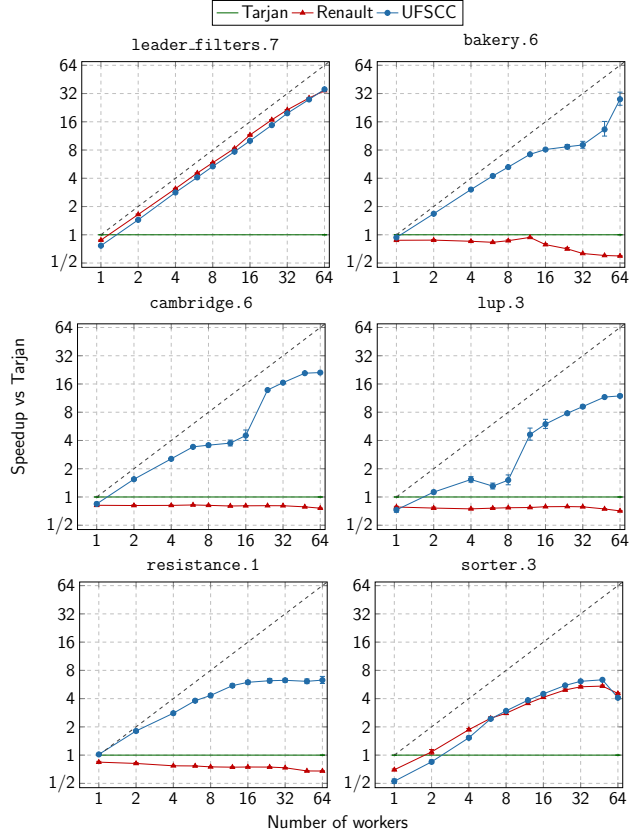 Tarjan Renault UFSCC
leader_filters.7 bakery.6
64 64
32 32
16 16
8 8
4 4
2 2
1 1
1/2 1/2
1 2 4 8 16 32 64 1 2 4 8 16 32 64
cambridge.6 lup.3
64 64
32 32
16 16
8 8
4 4
2 2
1 1
1/2 1/2
1 2 4 8 16 32 64 1 2 4 8 16 32 64
Speedup vs Tarjan
resistance.1 sorter.3
64 64
32 32
16 16
8 8
4 4
2 2
1 1
1/2 1/2
1 2 4 8 16 32 64 1 2 4 8 16 32 64
Number of workers